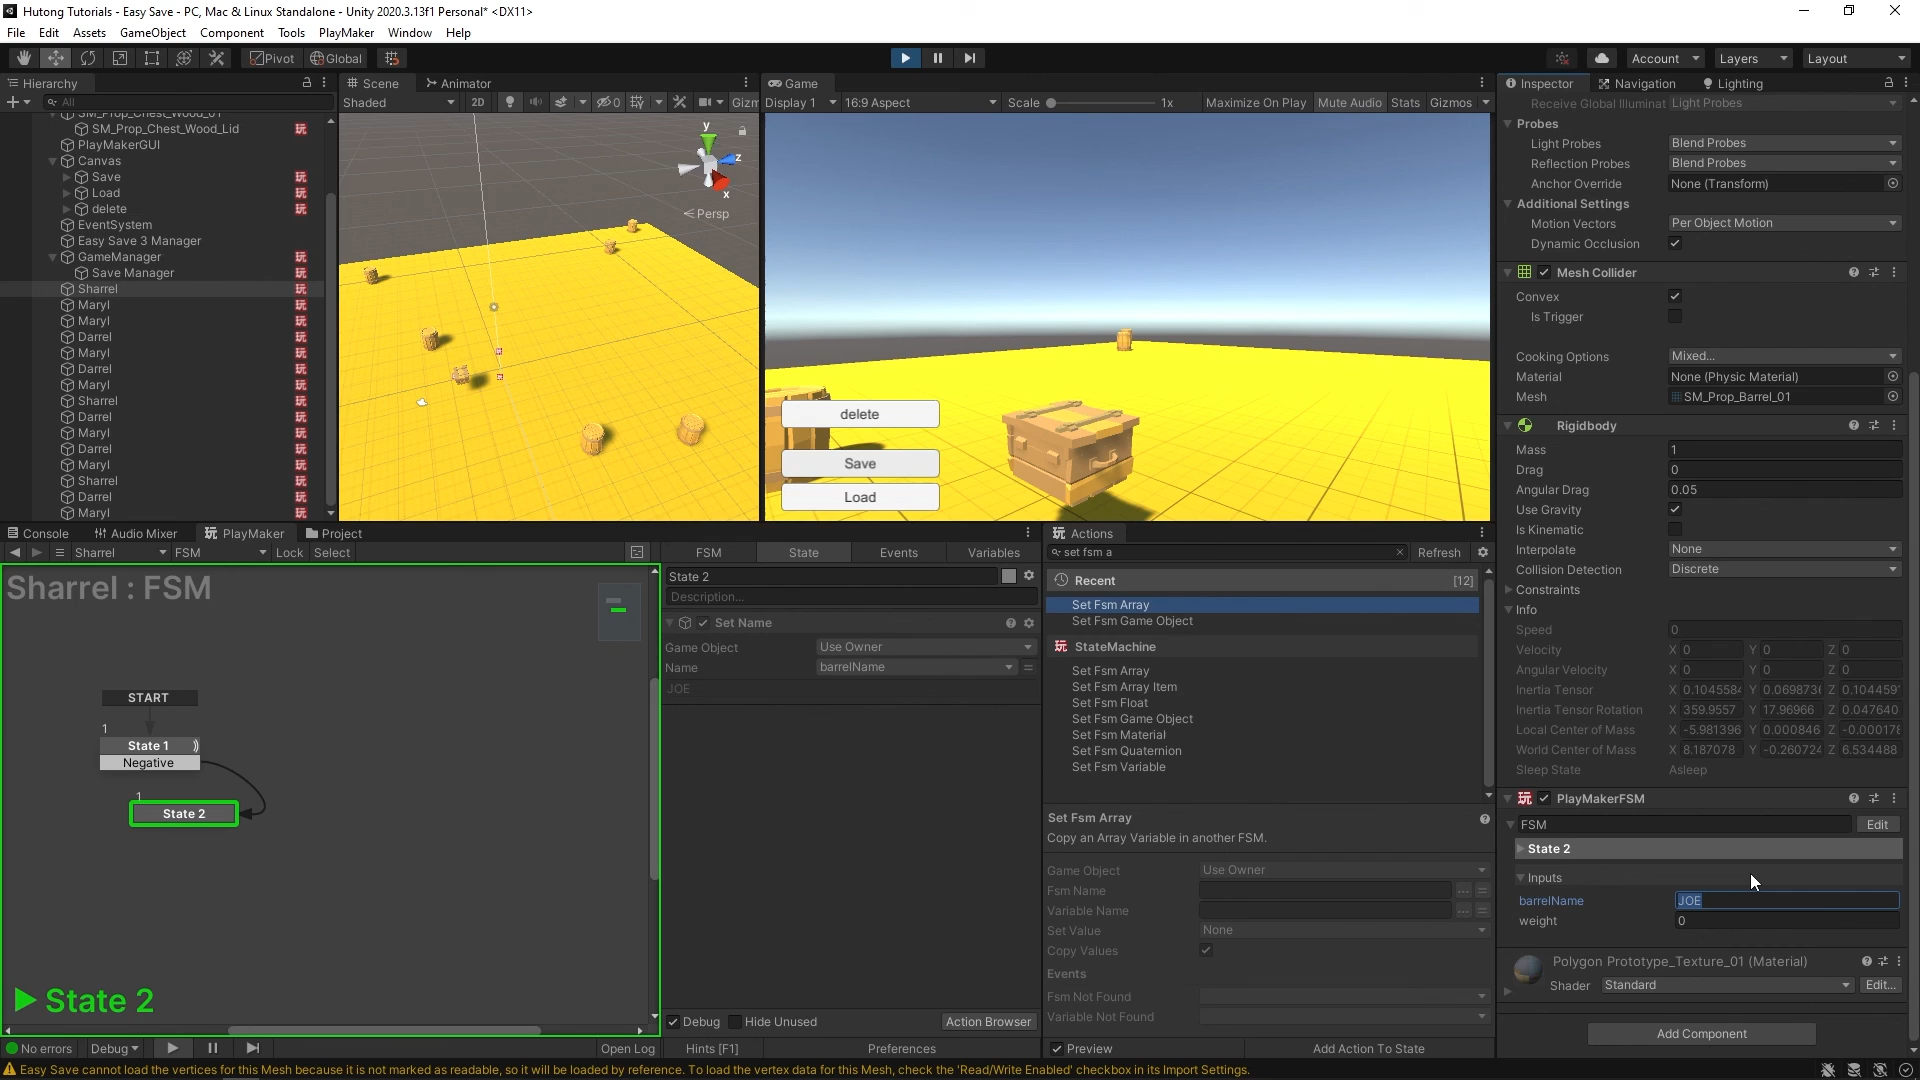 Hutong Tutorials - Easy Save - PC, Mac & Linux Standalone - Unity 2020.3.13f1 Personal* <DX11>
File Edit Assets GameObject Component Tools PlayMaker Window Help
Pivot Global Account Layers Layout
Hierarchy
All
SM_Prop_Chest_Wood_01
SM_Prop_Chest_Wood_Lid
PlayMakerGUI
Canvas
Save
Load
delete
EventSystem
Easy Save 3 Manager
GameManager
Save Manager
Sharrel
Maryl
Maryl
Darrel
Maryl
Darrel
Maryl
Sharrel
Darrel
Maryl
Darrel
Maryl
Sharrel
Darrel
Maryl
Scene Animator
Shaded 2D 0 Gizm
y
z
x
Persp
Game
Display 1 16:9 Aspect Scale 1x Maximize On Play Mute Audio Stats Gizmos
delete
Save
Load
Console Audio Mixer PlayMaker Project
Sharrel FSM Lock Select
Sharrel : FSM
START
1
State 1
Negative
1
State 2
State 2
No errors Debug Open Log
FSM State Events Variables
State 2
Description...
Set Name
Game Object Use Owner
Name barrelName
JOE
Debug Hide Unused Action Browser
Hints [F1] Preferences
Actions
set fsm a Refresh
Recent [12]
Set Fsm Array
Set Fsm Game Object
StateMachine
Set Fsm Array
Set Fsm Array Item
Set Fsm Float
Set Fsm Game Object
Set Fsm Material
Set Fsm Quaternion
Set Fsm Variable
Set Fsm Array
Copy an Array Variable in another FSM.
Game Object Use Owner
Fsm Name
Variable Name
Set Value None
Copy Values
Events
Fsm Not Found
Variable Not Found
Preview Add Action To State
Inspector Navigation Lighting
Receive Global Illuminat Light Probes
Probes
Light Probes Blend Probes
Reflection Probes Blend Probes
Anchor Override None (Transform)
Additional Settings
Motion Vectors Per Object Motion
Dynamic Occlusion
Mesh Collider
Convex
Is Trigger
Cooking Options Mixed...
Material None (Physic Material)
Mesh SM_Prop_Barrel_01
Rigidbody
Mass 1
Drag 0
Angular Drag 0.05
Use Gravity
Is Kinematic
Interpolate None
Collision Detection Discrete
Constraints
Info
Speed 0
Velocity X 0 Y 0 Z 0
Angular Velocity X 0 Y 0 Z 0
Inertia Tensor X 0.1045584 Y 0.0698736 Z 0.104459
Inertia Tensor Rotation X 359.9557 Y 17.96966 Z 0.047640
Local Center of Mass X -5.981396 Y 0.000846 Z -0.000178
World Center of Mass X 8.187078 Y -0.260724 Z 6.534488
Sleep State Asleep
PlayMakerFSM
FSM Edit
State 2
Inputs
barrelName JOE
weight 0
Polygon Prototype_Texture_01 (Material)
Shader Standard Edit...
Add Component
Easy Save cannot load the vertices for this Mesh because it is not marked as readable, so it will be loaded by reference. To load the vertex data for this Mesh, check the 'Read/Write Enabled' checkbox in its Import Settings.